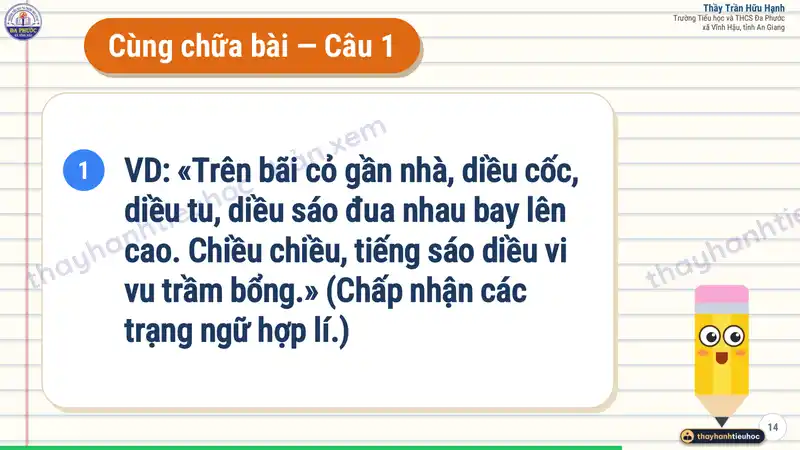 Thầy Trần Hữu Hạnh
Trường Tiểu học và THCS Đa Phước
xã Vĩnh Hậu, tỉnh An Giang
ĐA PHƯỚC
Cùng chữa bài – Câu 1
1
VD: «Trên bãi cỏ gần nhà, diều cốc,
diều tu, diều sáo đua nhau bay lên
cao. Chiều chiều, tiếng sáo diều vi
vu trầm bổng.» (Chấp nhận các
trạng ngữ hợp lí.)
14
thayhanhtieuhoc